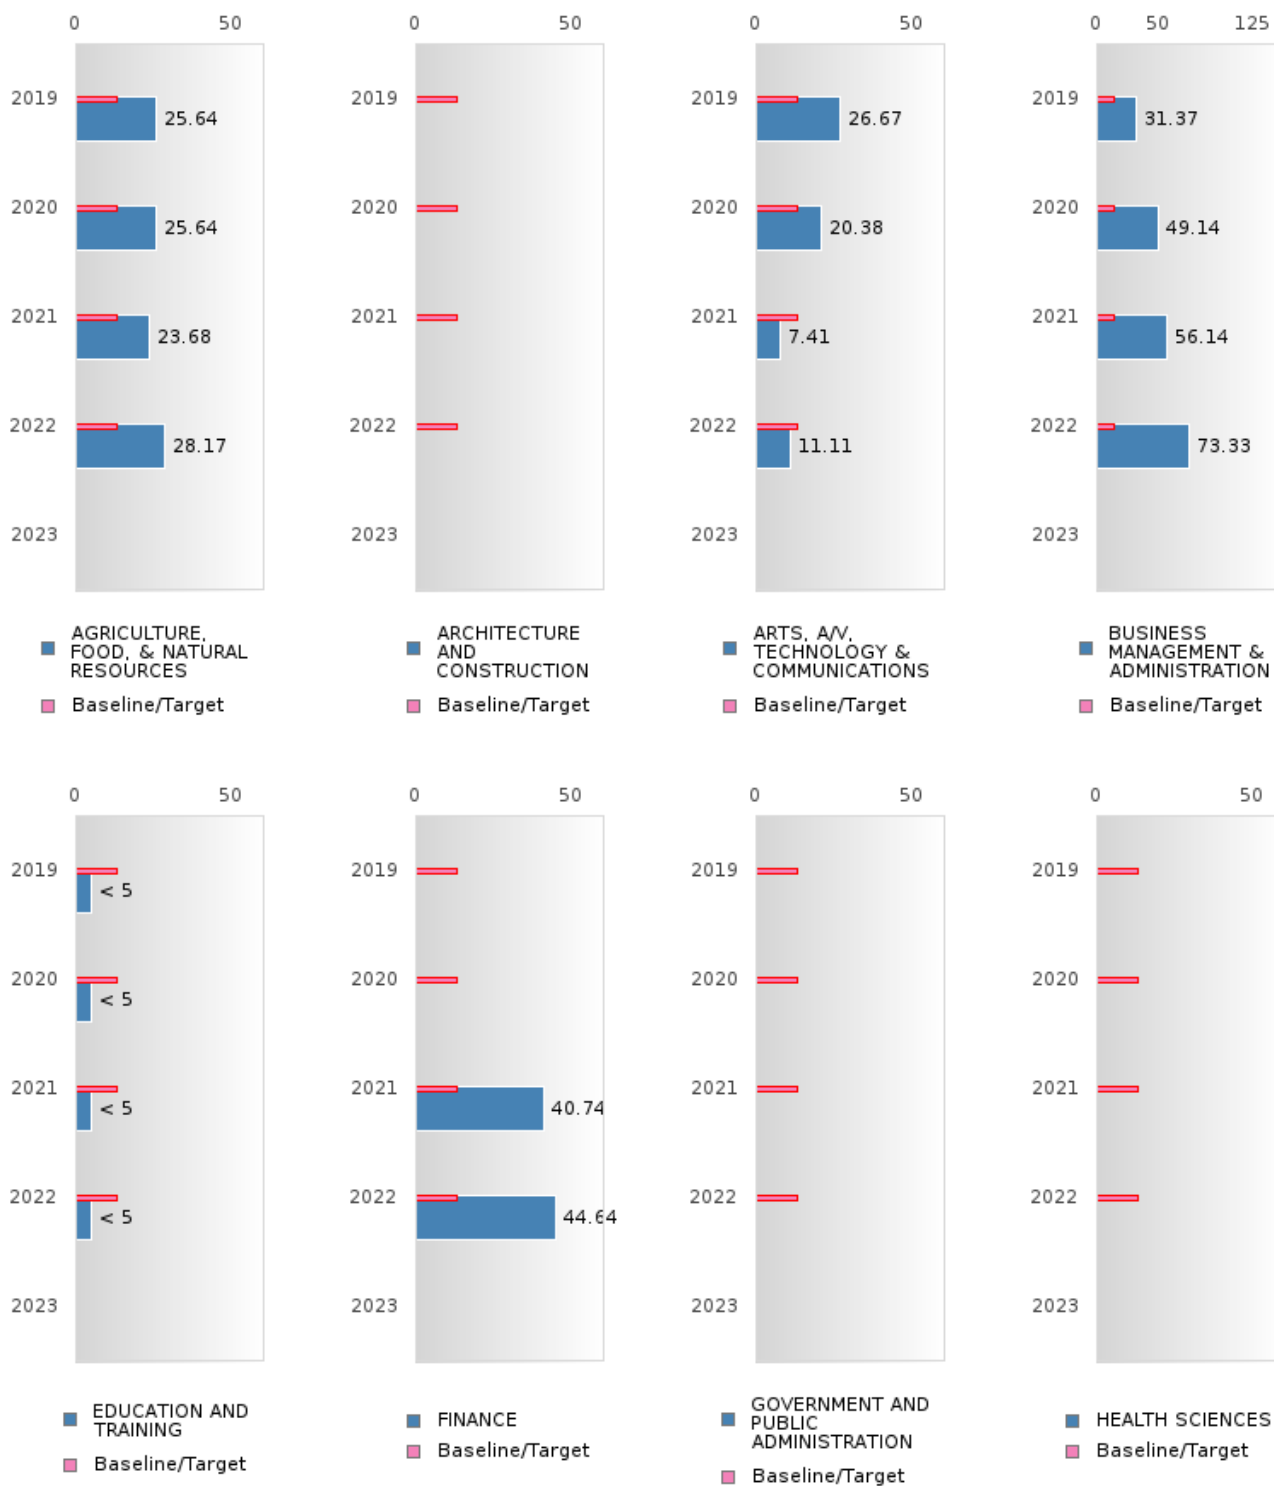 0 50 0 50 0 50 0 50 125
2019 25.64 2019 2019 26.67 2019 31.37
2020 25.64 2020 2020 20.38 2020 49.14
2021 23.68 2021 2021 7.41 2021 56.14
2022 28.17 2022 2022 11.11 2022 73.33
2023 2023 2023 2023
AGRICULTURE,
FOOD, & NATURAL
RESOURCES
Baseline/Target
ARCHITECTURE
AND
CONSTRUCTION
Baseline/Target
ARTS, A/V,
TECHNOLOGY &
COMMUNICATIONS
Baseline/Target
BUSINESS
MANAGEMENT &
ADMINISTRATION
Baseline/Target
0 50 0 50 0 50 0 50
2019 < 5 2019 2019 2019
2020 < 5 2020 2020 2020
2021 < 5 2021 40.74 2021 2021
2022 < 5 2022 44.64 2022 2022
2023 2023 2023 2023
EDUCATION AND
TRAINING
Baseline/Target
FINANCE
Baseline/Target
GOVERNMENT AND
PUBLIC
ADMINISTRATION
Baseline/Target
HEALTH SCIENCES
Baseline/Target